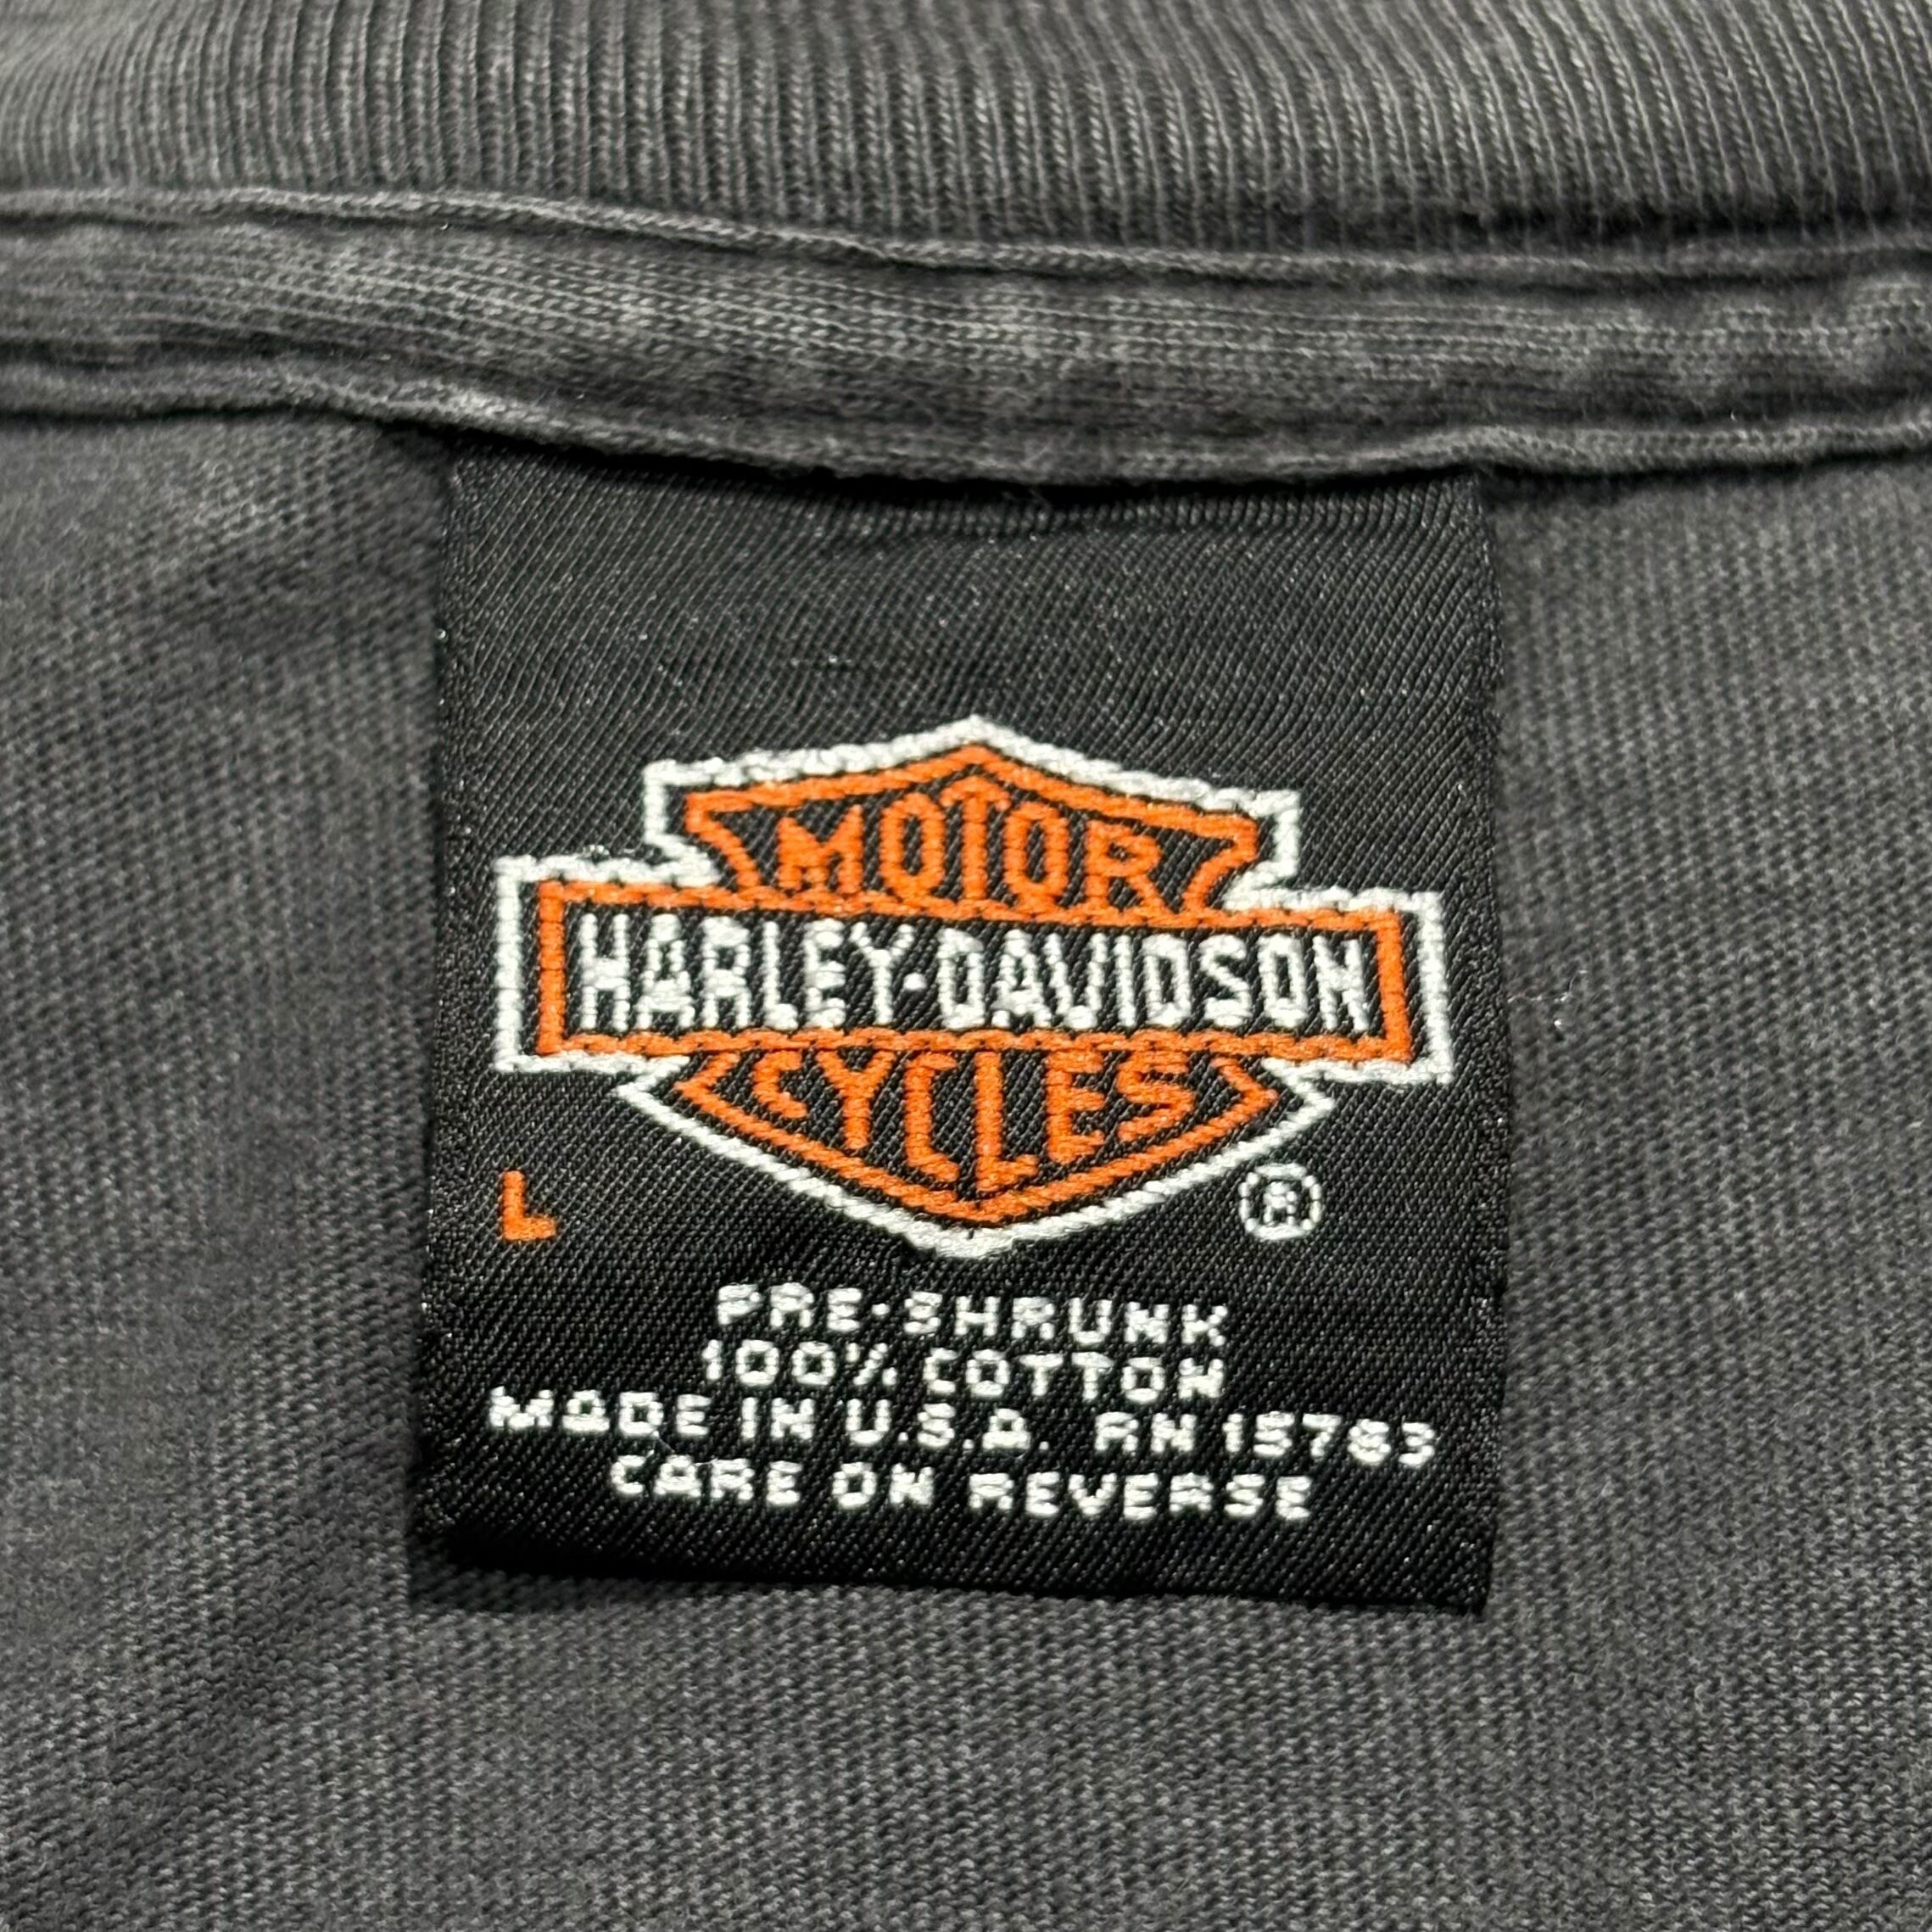 MOTOR
HARLEY-DAVIDSON
CYCLES
L ®
PRE-SHRUNK
100% COTTON
MADE IN U.S.A. RN 15763
CARE ON REVERSE